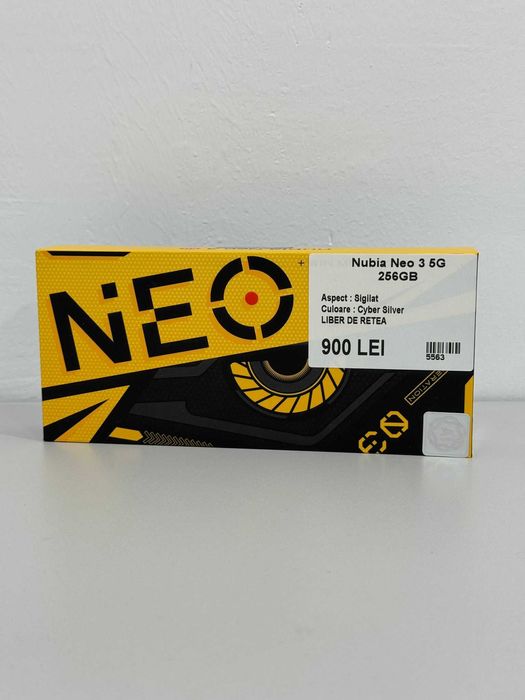 NEO
Nubia Neo 3 5G
256GB
Aspect : Sigilat
Culoare : Cyber Silver
LIBER DE RETEA
900 LEI
5563